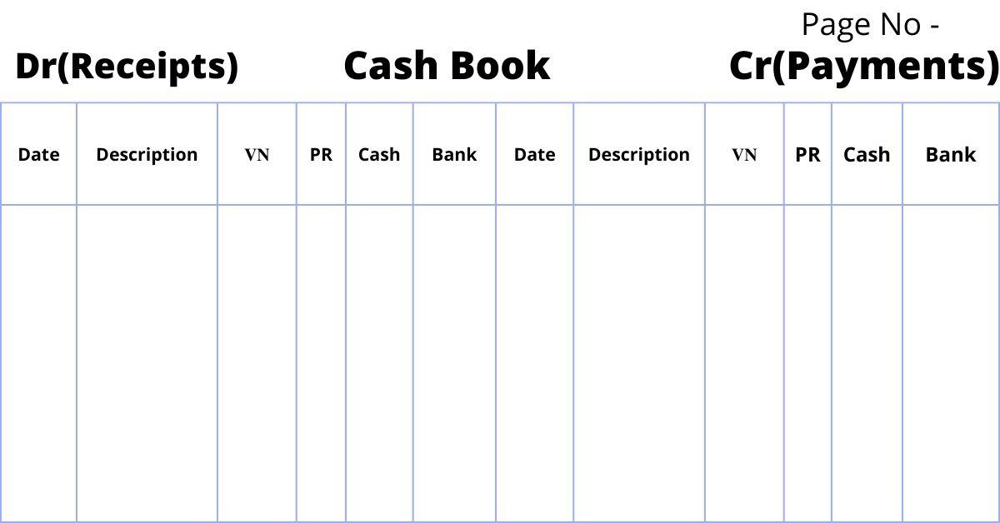 Page No -
Dr(Receipts) Cash Book Cr(Payments)
Date Description VN PR Cash Bank Date Description VN PR Cash Bank